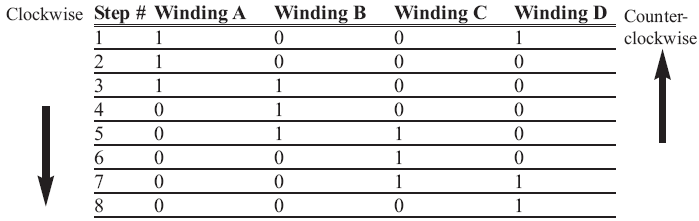 Clockwise Step # Winding A Winding B Winding C Winding D Counter-
clockwise
1 1 0 0 1
2 1 0 0 0
3 1 1 0 0
4 0 1 0 0
5 0 1 1 0
6 0 0 1 0
7 0 0 1 1
8 0 0 0 1